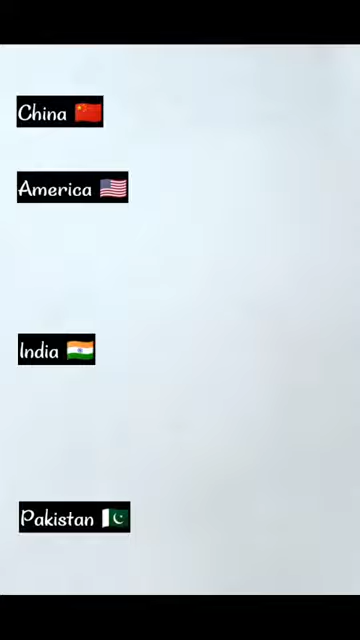 China 🇨🇳
America 🇺🇸
India 🇮🇳
Pakistan 🇵🇰